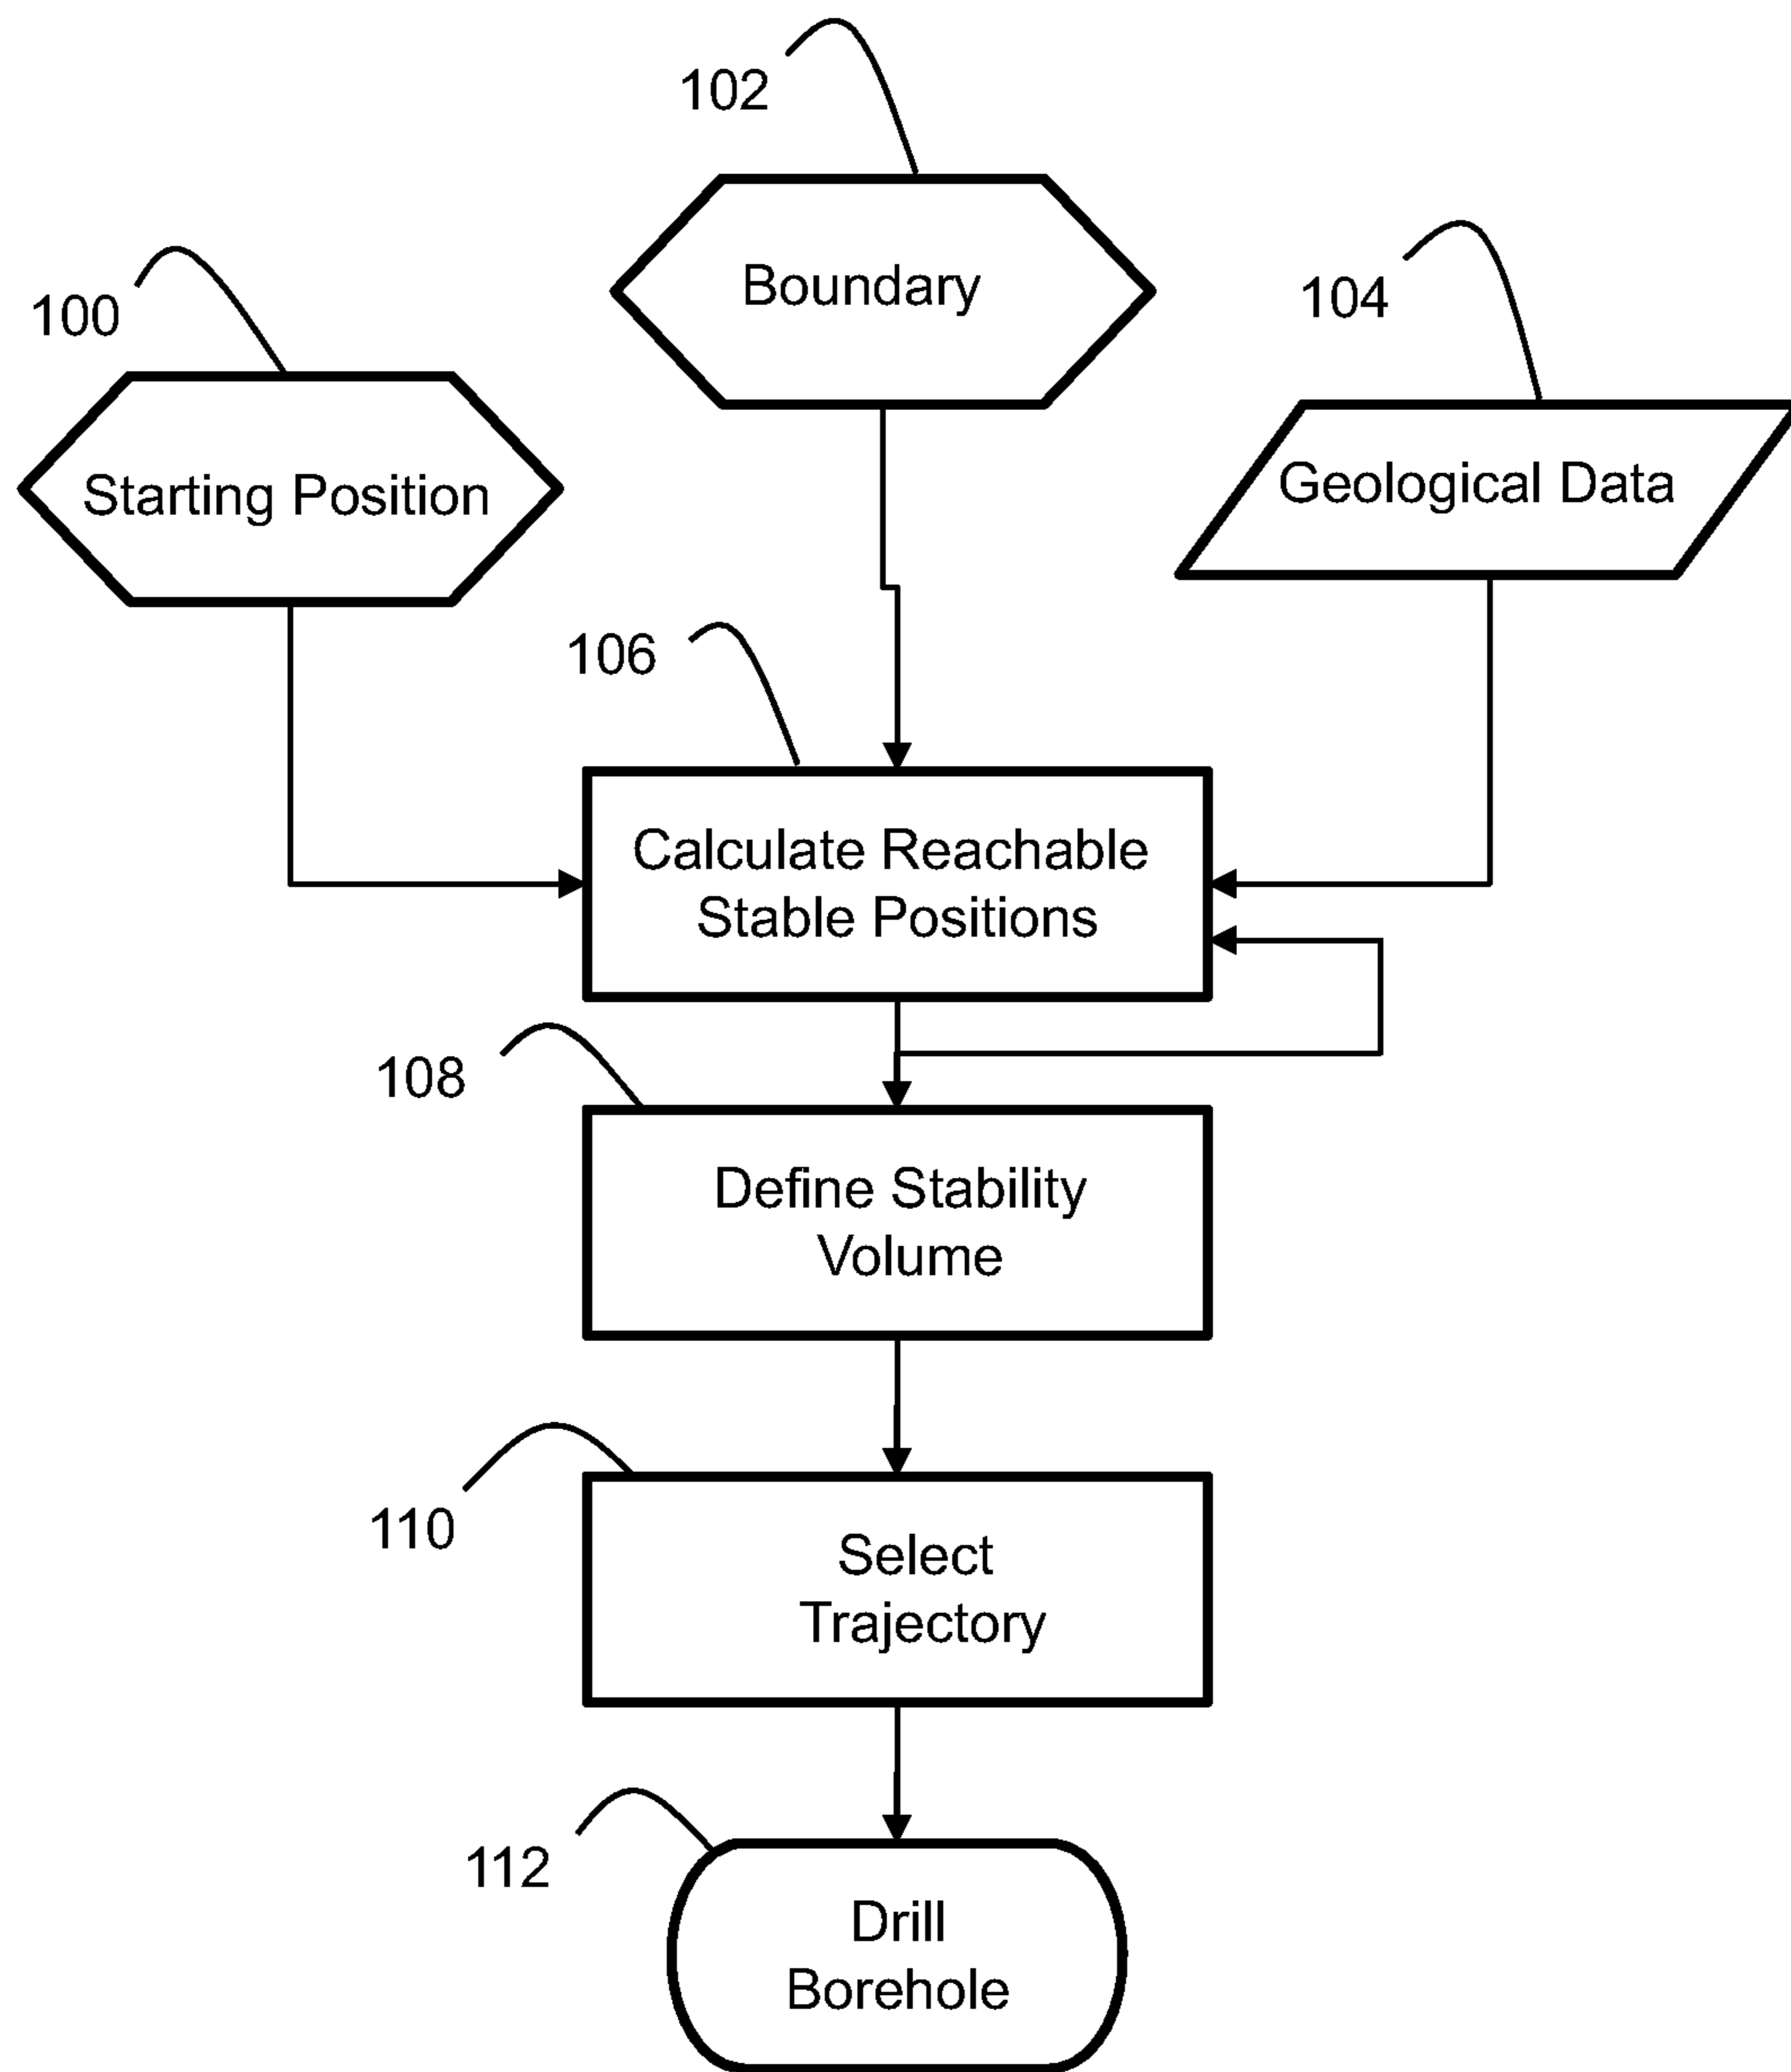 102
Boundary
104
100
Geological Data
Starting Position
106
Calculate Reachable
Stable Positions
108
Define Stability
Volume
110
Select
Trajectory
112
Drill
Borehole